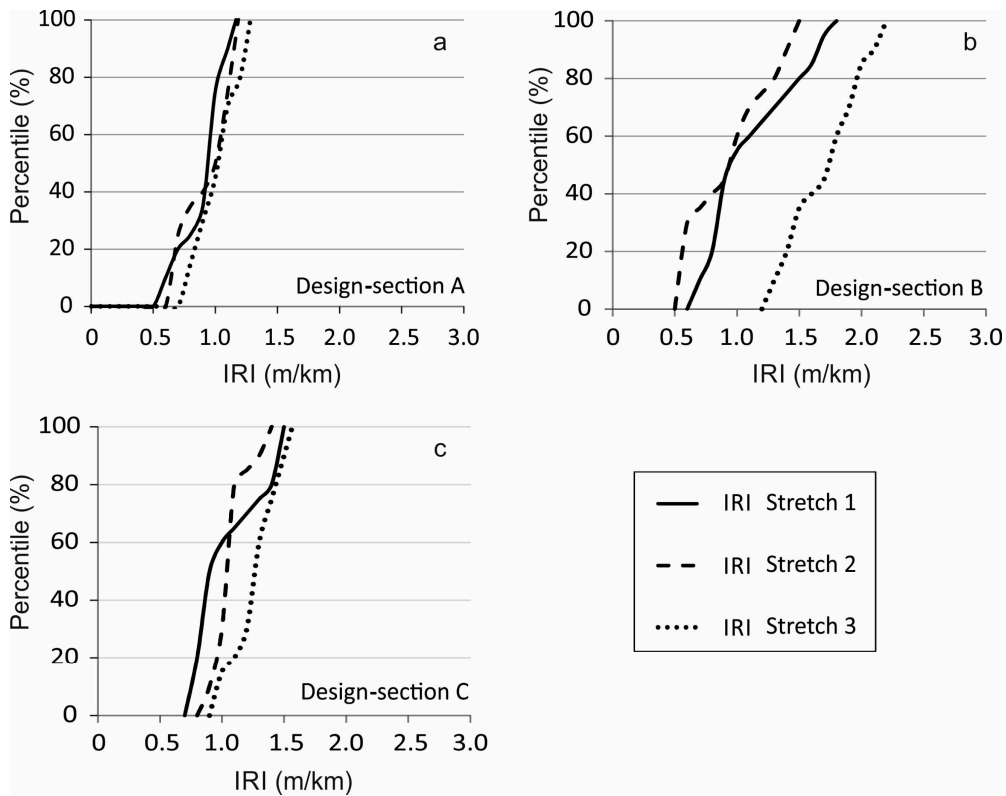 a
100
80
60
40
20
0
Percentile (%)
Design-section A
0 0.5 1.0 1.5 2.0 2.5 3.0
IRI (m/km)
b
100
80
60
40
20
0
Percentile (%)
Design-section B
0 0.5 1.0 1.5 2.0 2.5 3.0
IRI (m/km)
c
100
80
60
40
20
0
Percentile (%)
Design-section C
0 0.5 1.0 1.5 2.0 2.5 3.0
IRI (m/km)
IRI Stretch 1
IRI Stretch 2
IRI Stretch 3